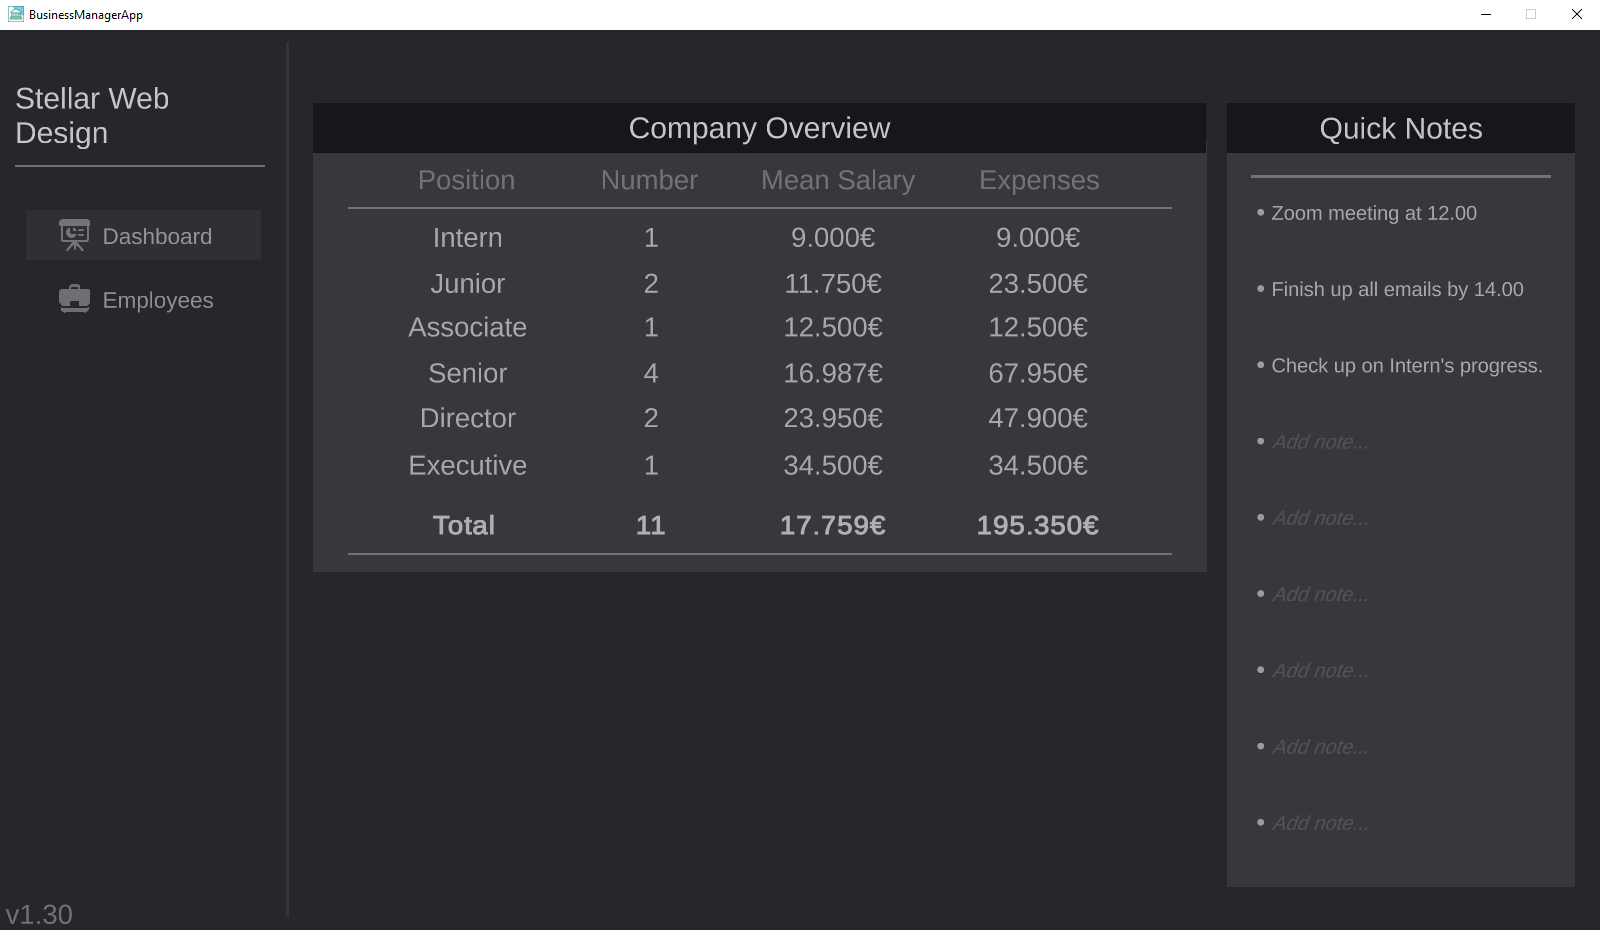 BusinessManagerApp
Stellar Web
Design
Dashboard
Employees
v1.30
Company Overview
Position Number Mean Salary Expenses
Intern 1 9.000€ 9.000€
Junior 2 11.750€ 23.500€
Associate 1 12.500€ 12.500€
Senior 4 16.987€ 67.950€
Director 2 23.950€ 47.900€
Executive 1 34.500€ 34.500€
Total 11 17.759€ 195.350€
Quick Notes
• Zoom meeting at 12.00
• Finish up all emails by 14.00
• Check up on Intern's progress.
• Add note...
• Add note...
• Add note...
• Add note...
• Add note...
• Add note...